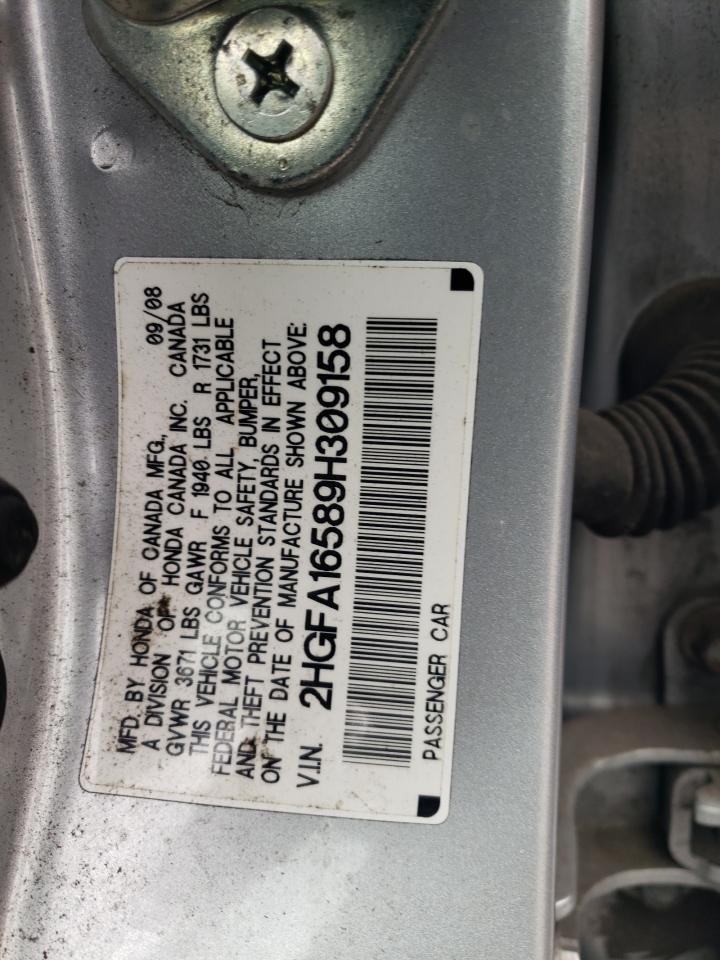 MFD. BY HONDA OF CANADA MFG., 09/08
A DIVISION OF HONDA CANADA INC. CANADA
GVWR 3671 LBS GAWR F 1940 LBS R 1731 LBS
THIS VEHICLE CONFORMS TO ALL APPLICABLE
FEDERAL MOTOR VEHICLE SAFETY, BUMPER,
AND THEFT PREVENTION STANDARDS IN EFFECT
ON THE DATE OF MANUFACTURE SHOWN ABOVE.
V.I.N. 2HGFA16589H309158
PASSENGER CAR